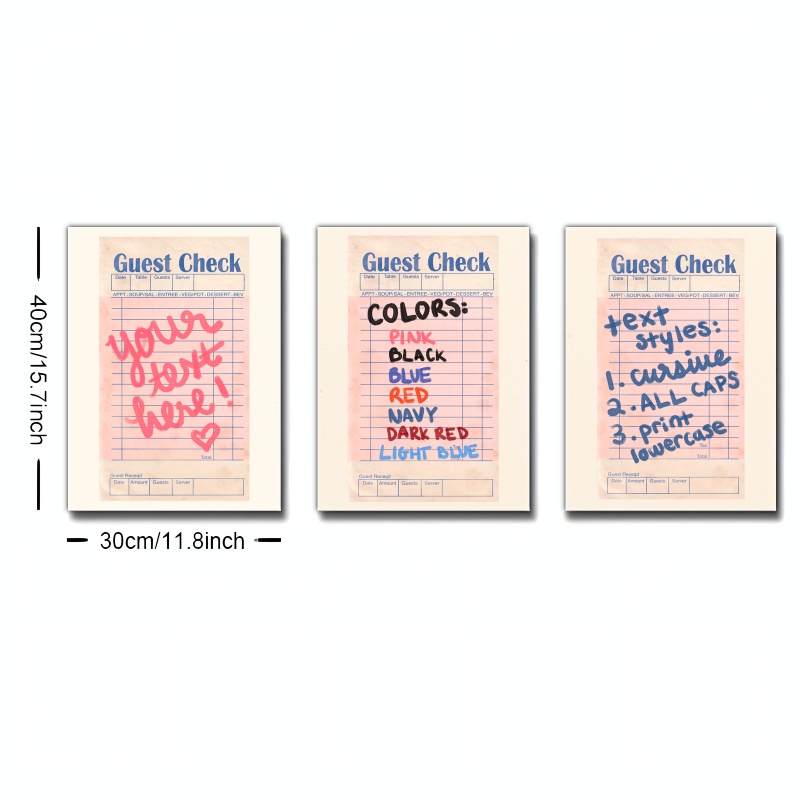 40cm/15.7inch
30cm/11.8inch
Guest Check
Date Table Guests Server
APPT-SOUP/SAL-ENTREE-VEG/POT-DESSERT-BEV
your
text
here!
Total
Guest Receipt
Date Amount Guests Server
Guest Check
Date Table Guests Server
APPT-SOUP/SAL-ENTREE-VEG/POT-DESSERT-BEV
COLORS:
PINK
BLACK
BLUE
RED
NAVY
DARK RED
LIGHT BLUE
Guest Receipt
Date Amount Guests Server
Guest Check
Date Table Guests Server
APPT-SOUP/SAL-ENTREE-VEG/POT-DESSERT-BEV
text
styles:
1. cursive
2. ALL CAPS
3. print
lowercase
Tax
Total
Guest Receipt
Date Amount Guests Server